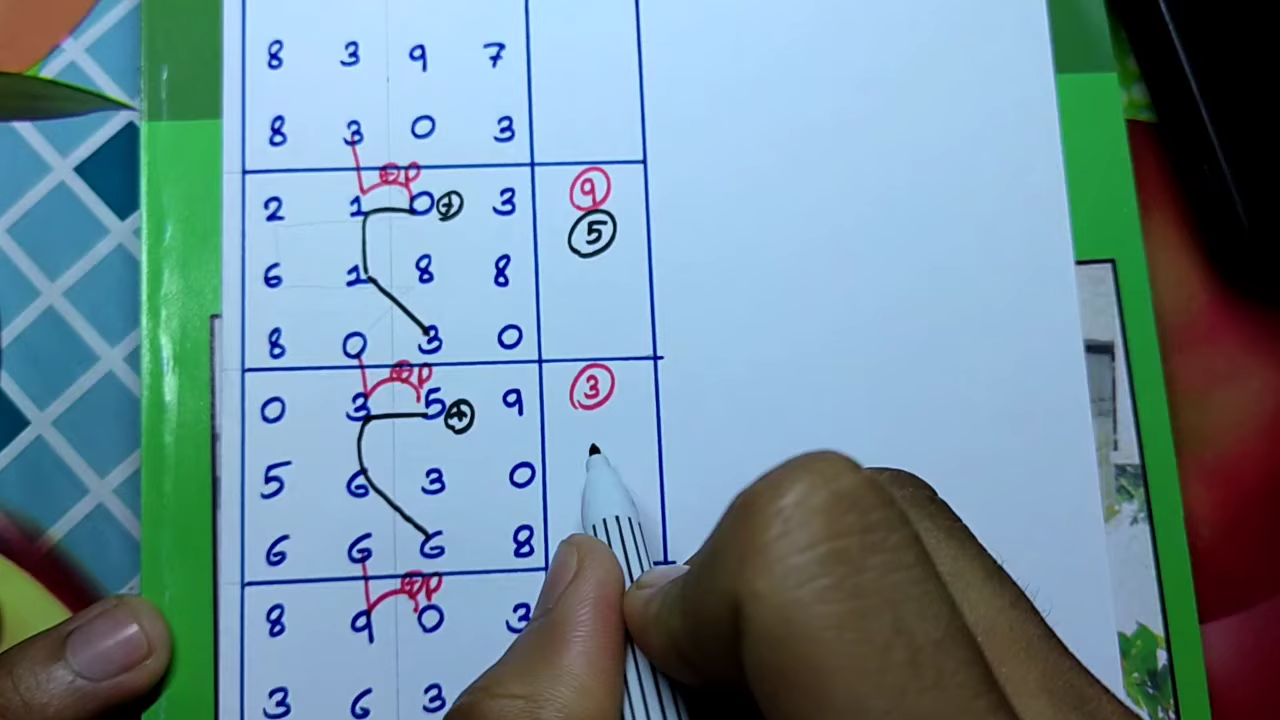 8 3 9 7
8 3 0 3
+P
2 1 0 + 3 9
5
6 1 8 8
8 0 3 0
+P
0 3 5 + 9 3
5 6 3 0
6 6 6 8
+P
8 9 0 3
3 6 3